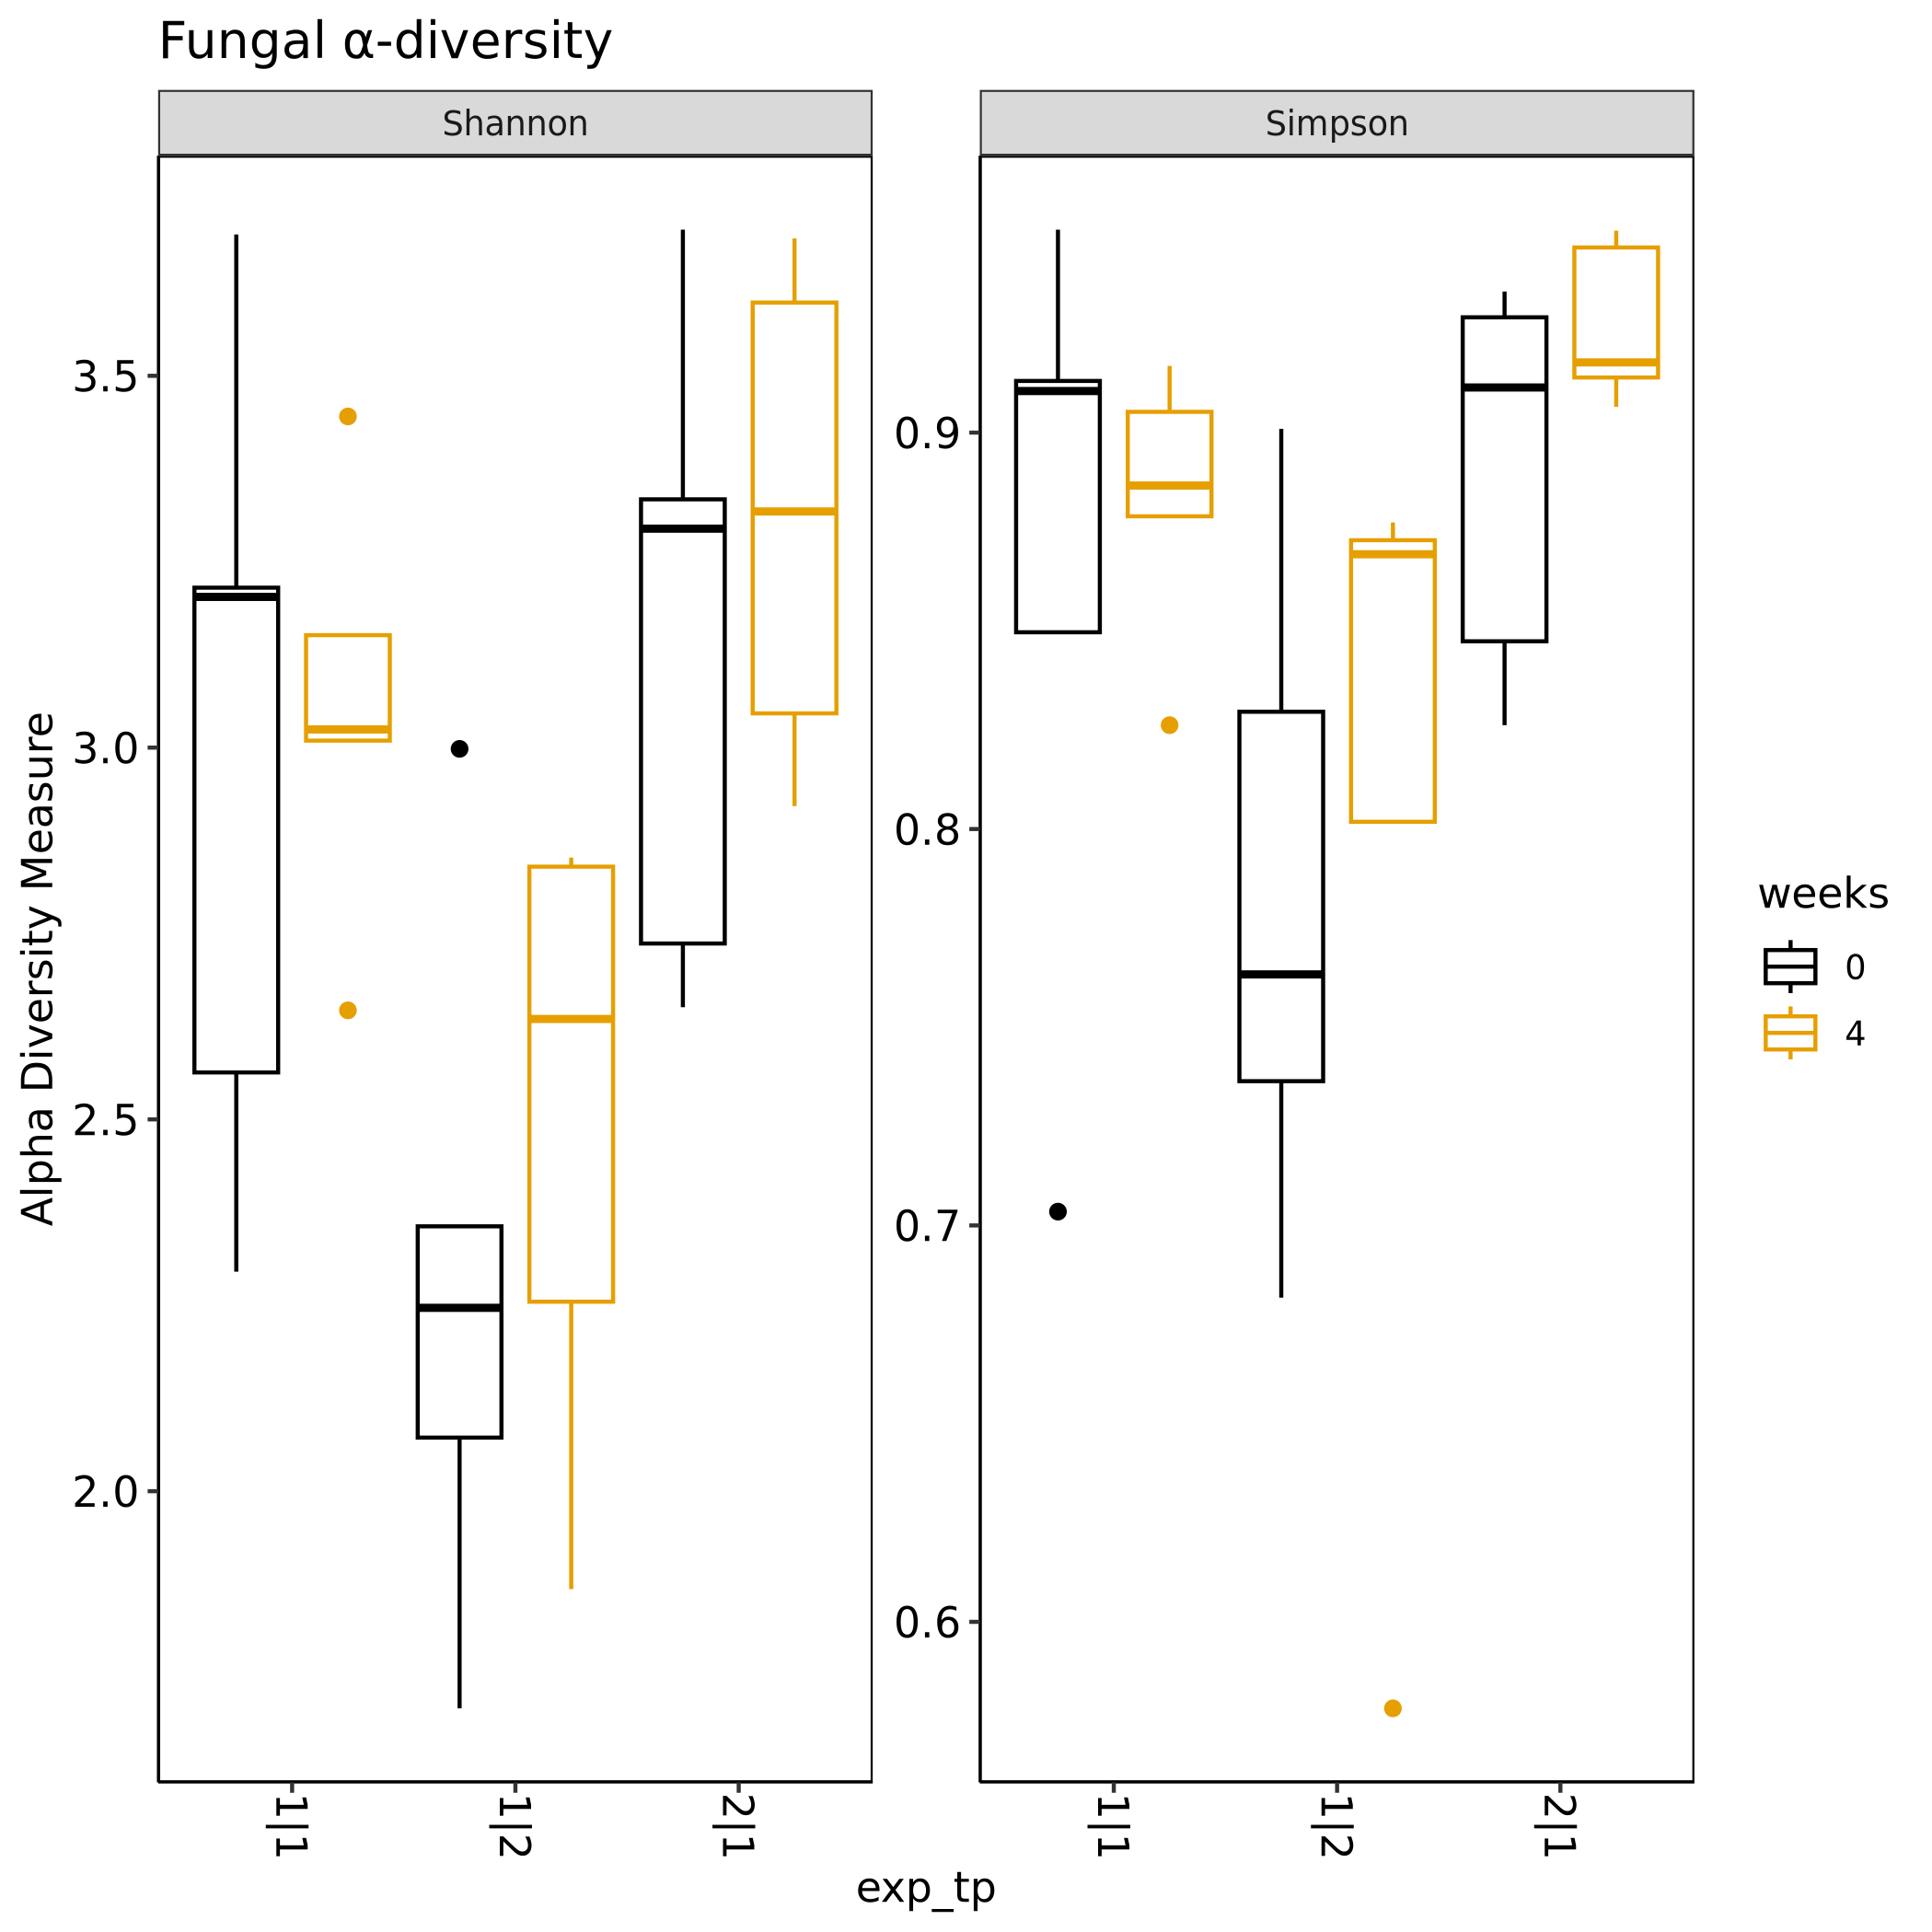 Fungal α-diversity
Shannon
Simpson
Alpha Diversity Measure
3.5
3.0
2.5
2.0
0.9
0.8
0.7
0.6
1|1
1|2
2|1
1|1
1|2
2|1
exp_tp
weeks
0
4